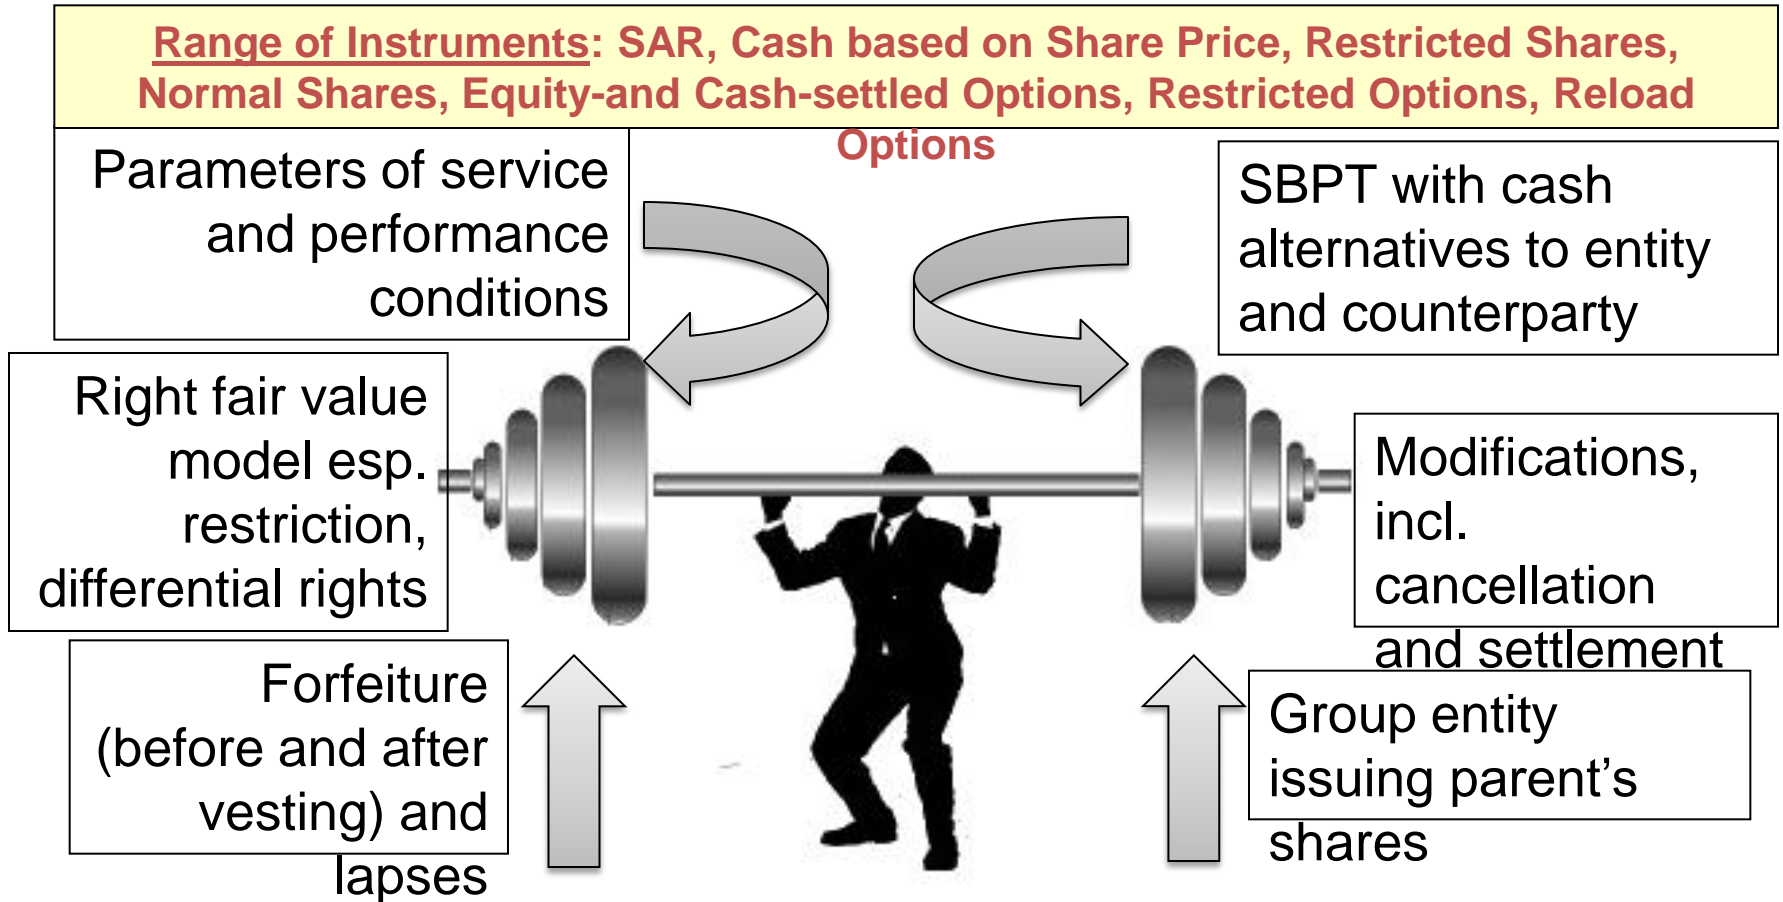 Range of Instruments: SAR, Cash based on Share Price, Restricted Shares,
Normal Shares, Equity-and Cash-settled Options, Restricted Options, Reload
Options
Parameters of service
and performance
conditions
SBPT with cash
alternatives to entity
and counterparty
Right fair value
model esp.
restriction,
differential rights
Modifications,
incl.
cancellation
and settlement
Forfeiture
(before and after
vesting) and
lapses
Group entity
issuing parent’s
shares